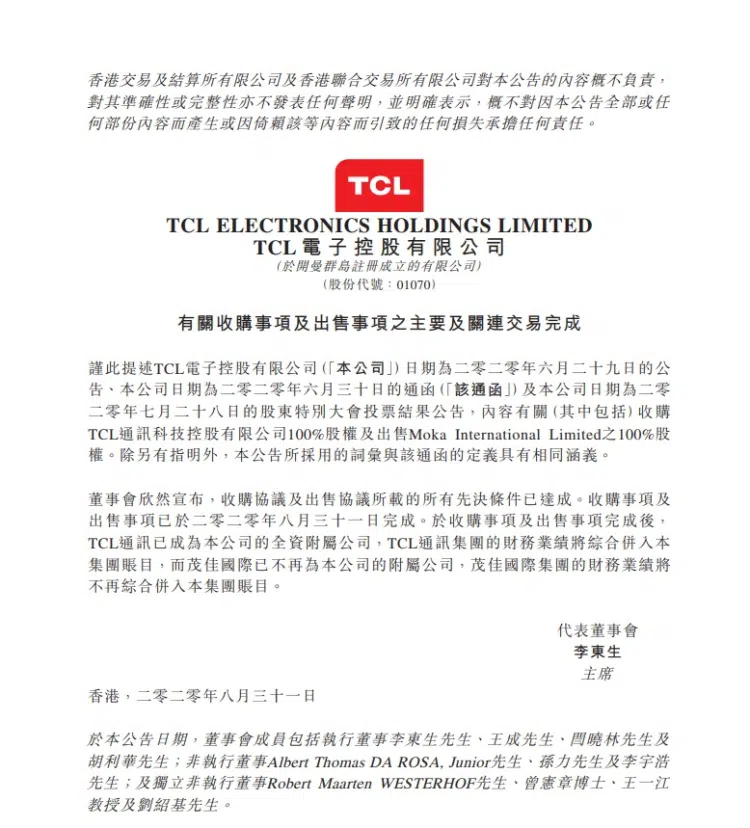 香港交易及結算所有限公司及香港聯合交易所有限公司對本公告的內容概不負責，
對其準確性或完整性亦不發表任何聲明，並明確表示，概不對因本公告全部或任
何部份內容而產生或因倚賴該等內容而引致的任何損失承擔任何責任。
TCL
TCL ELECTRONICS HOLDINGS LIMITED
TCL電子控股有限公司
(於開曼群島註冊成立的有限公司)
(股份代號：01070)
有關收購事項及出售事項之主要及關連交易完成
謹此提述TCL電子控股有限公司(「本公司」)日期為二零二零年六月二十九日的公
告、本公司日期為二零二零年六月三十日的通函(「該通函」)及本公司日期為二零
二零年七月二十八日的股東特別大會投票結果公告，內容有關(其中包括)收購
TCL通訊科技控股有限公司100%股權及出售Moka International Limited之100%股
權。除另有指明外，本公告所採用的詞彙與該通函的定義具有相同涵義。
董事會欣然宣布，收購協議及出售協議所載的所有先決條件已達成。收購事項及
出售事項已於二零二零年八月三十一日完成。於收購事項及出售事項完成後，
TCL通訊已成為本公司的全資附屬公司，TCL通訊集團的財務業績將綜合併入本
集團賬目，而茂佳國際已不再為本公司的附屬公司，茂佳國際集團的財務業績將
不再綜合併入本集團賬目。
代表董事會
李東生
主席
香港，二零二零年八月三十一日
於本公告日期，董事會成員包括執行董事李東生先生、王成先生、閆曉林先生及
胡利華先生；非執行董事Albert Thomas DA ROSA, Junior先生、孫力先生及李宇浩
先生；及獨立非執行董事Robert Maarten WESTERHOF先生、曾憲章博士、王一江
教授及劉紹基先生。